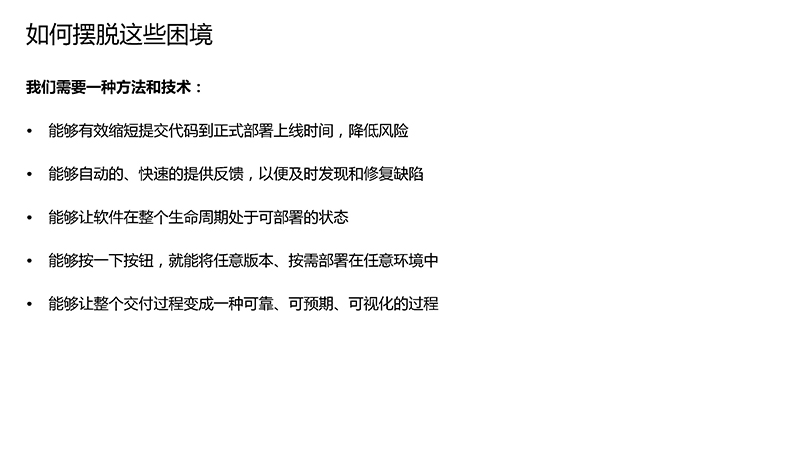 如何摆脱这些困境
我们需要一种方法和技术：
• 能够有效缩短提交代码到正式部署上线时间，降低风险
• 能够自动的、快速的提供反馈，以便及时发现和修复缺陷
• 能够让软件在整个生命周期处于可部署的状态
• 能够按一下按钮，就能将任意版本、按需部署在任意环境中
• 能够让整个交付过程变成一种可靠、可预期、可视化的过程